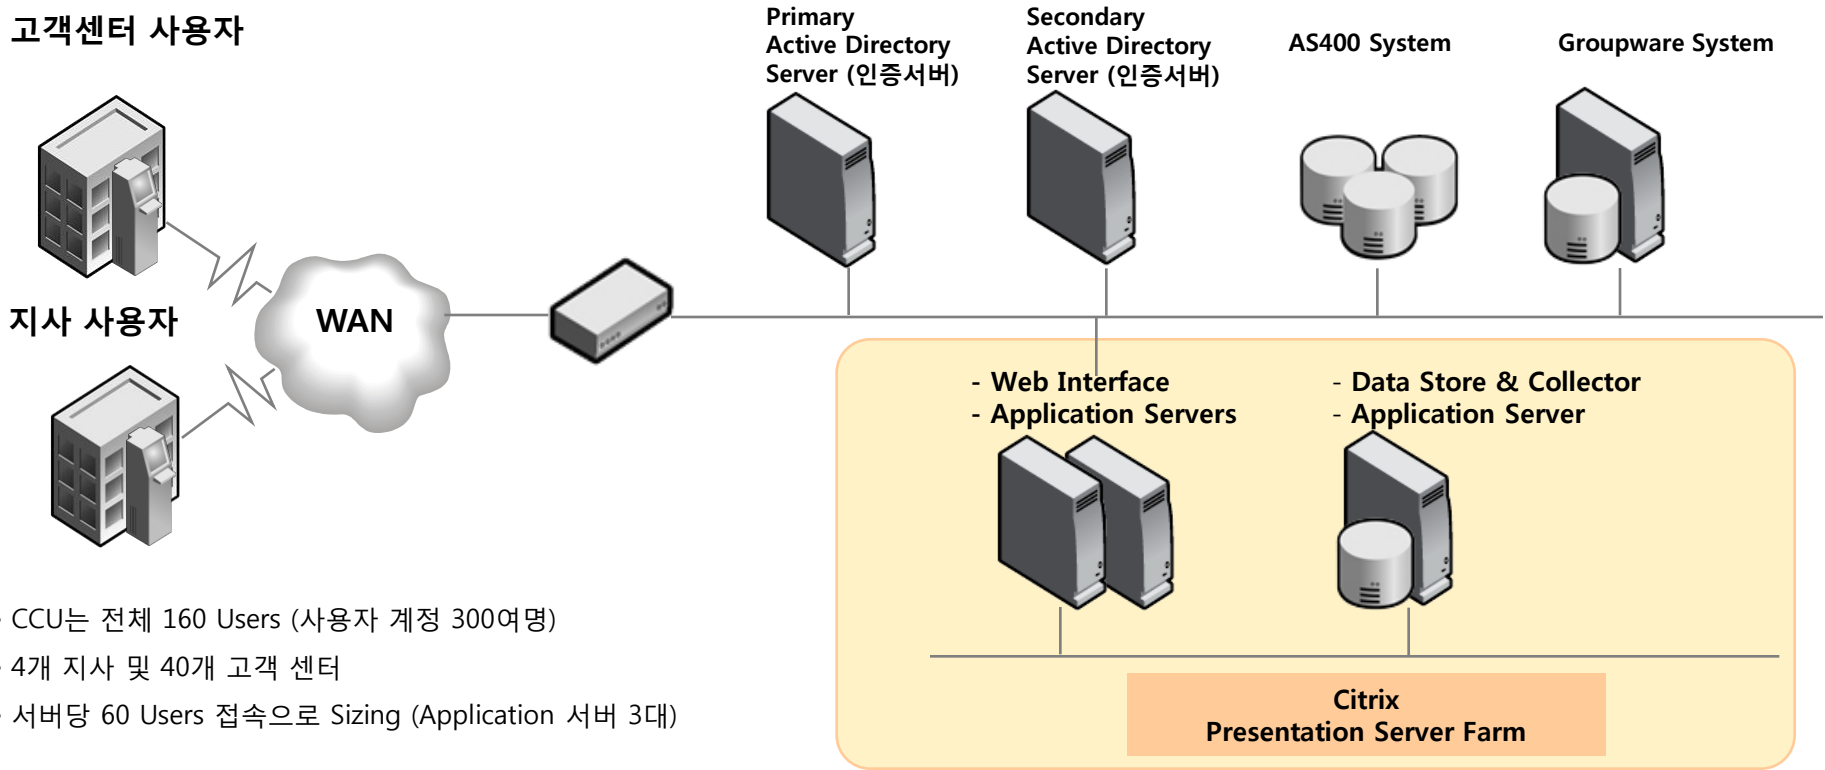 고객센터 사용자
Primary
Active Directory
Server (인증서버)
Secondary
Active Directory
Server (인증서버)
AS400 System
Groupware System
지사 사용자
WAN
- Web Interface
- Application Servers
- Data Store & Collector
- Application Server
• CCU는 전체 160 Users (사용자 계정 300여명)
• 4개 지사 및 40개 고객 센터
• 서버당 60 Users 접속으로 Sizing (Application 서버 3대)
Citrix
Presentation Server Farm